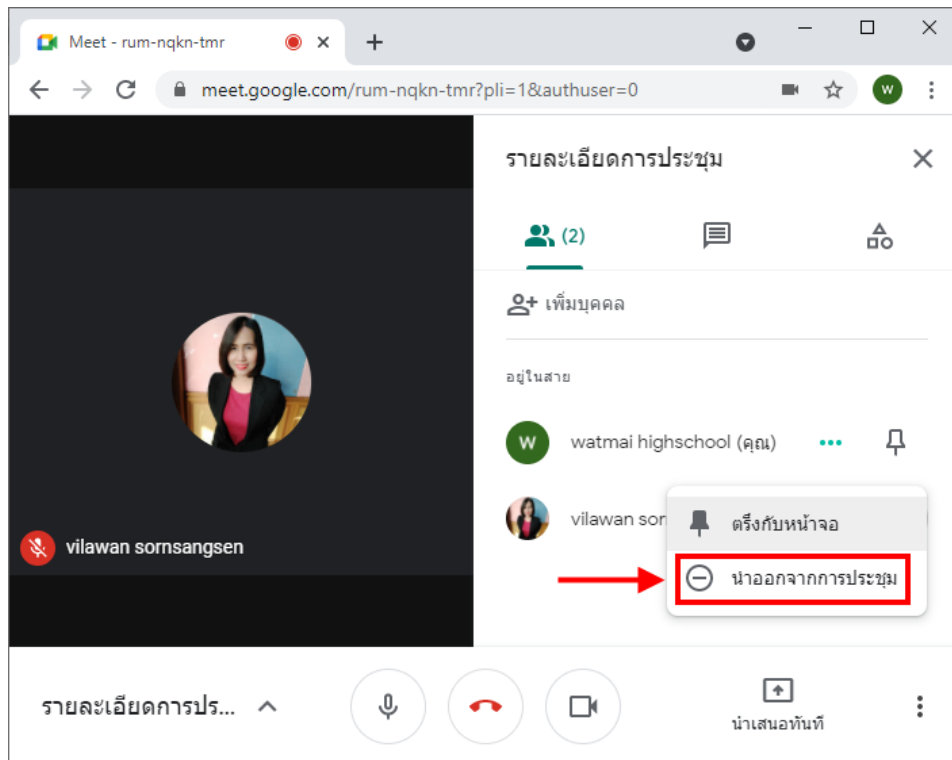 Meet - rum-nqkn-tmr
meet.google.com/rum-nqkn-tmr?pli=1&authuser=0
W
รายละเอียดการประชุม
(2)
เพิ่มบุคคล
อยู่ในสาย
W
watmai highschool (คุณ)
vilawan sor
ตรึงกับหน้าจอ
นำออกจากการประชุม
vilawan sornsangsen
รายละเอียดการปร...
นำเสนอทันที